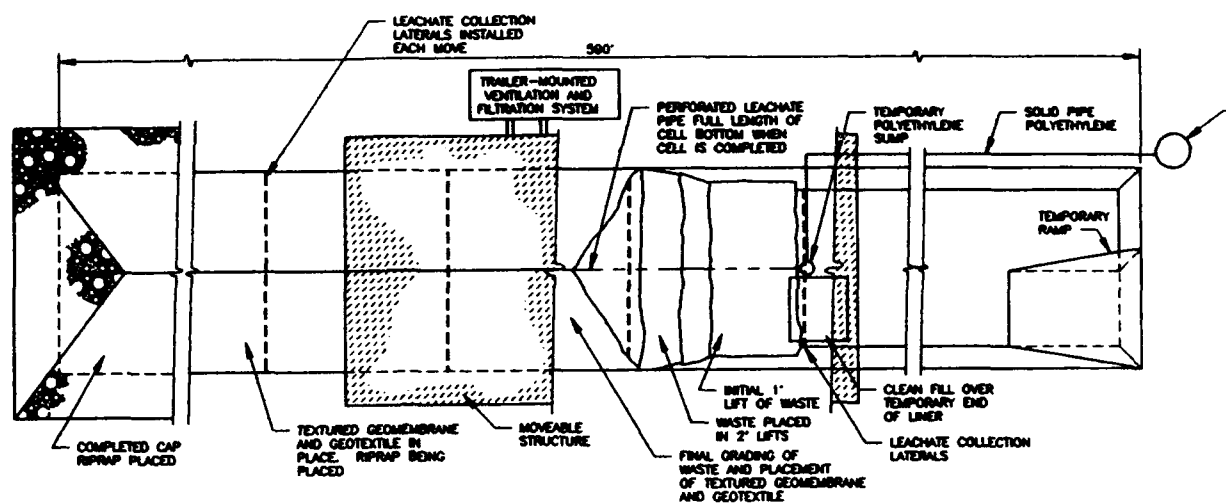 LEACHATE COLLECTION
LATERALS INSTALLED
EACH MOVE
590'
TRAILER-MOUNTED
VENTILATION AND
FILTRATION SYSTEM
PERFORATED LEACHATE
PIPE FULL LENGTH OF
CELL BOTTOM WHEN
CELL IS COMPLETED
TEMPORARY
POLYETHYLENE
SUMP
SOLID PIPE
POLYETHYLENE
TEMPORARY
RAMP
COMPLETED CAP
RIPRAP PLACED
TEXTURED GEOMEMBRANE
AND GEOTEXTILE IN
PLACE. RIPRAP BEING
PLACED
MOVEABLE
STRUCTURE
FINAL GRADING OF
WASTE AND PLACEMENT
OF TEXTURED GEOMEMBRANE
AND GEOTEXTILE
INITIAL 1'
LIFT OF WASTE
WASTE PLACED
IN 2' LIFTS
CLEAN FILL OVER
TEMPORARY END
OF LINER
LEACHATE COLLECTION
LATERALS